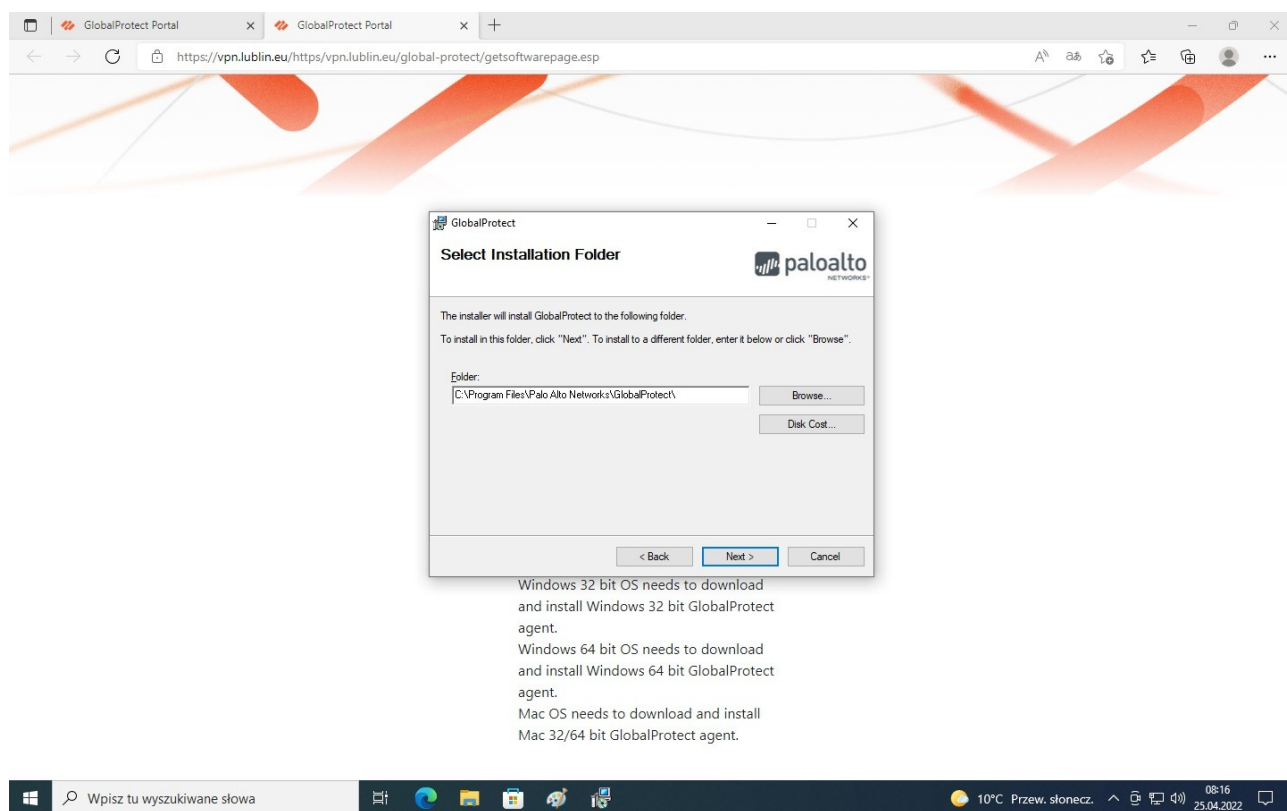 GlobalProtect Portal
GlobalProtect Portal
https://vpn.lublin.eu/https/vpn.lublin.eu/global-protect/getsoftwarepage.esp
GlobalProtect
Select Installation Folder
paloalto
NETWORKS
The installer will install GlobalProtect to the following folder.
To install in this folder, click "Next". To install to a different folder, enter it below or click "Browse".
Folder:
C:\Program Files\Palo Alto Networks\GlobalProtect\
Browse...
Disk Cost...
< Back
Next >
Cancel
Windows 32 bit OS needs to download
and install Windows 32 bit GlobalProtect
agent.
Windows 64 bit OS needs to download
and install Windows 64 bit GlobalProtect
agent.
Mac OS needs to download and install
Mac 32/64 bit GlobalProtect agent.
Wpisz tu wyszukiwane słowa
10°C Przew. słonecz.
08:16
25.04.2022